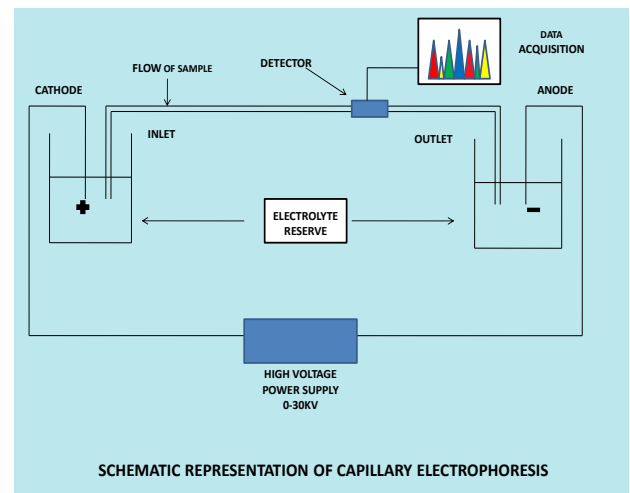 DATA
ACQUISITION
FLOW OF SAMPLE
DETECTOR
CATHODE
ANODE
INLET
OUTLET
+
-
ELECTROLYTE
RESERVE
HIGH VOLTAGE
POWER SUPPLY
0-30KV
SCHEMATIC REPRESENTATION OF CAPILLARY ELECTROPHORESIS